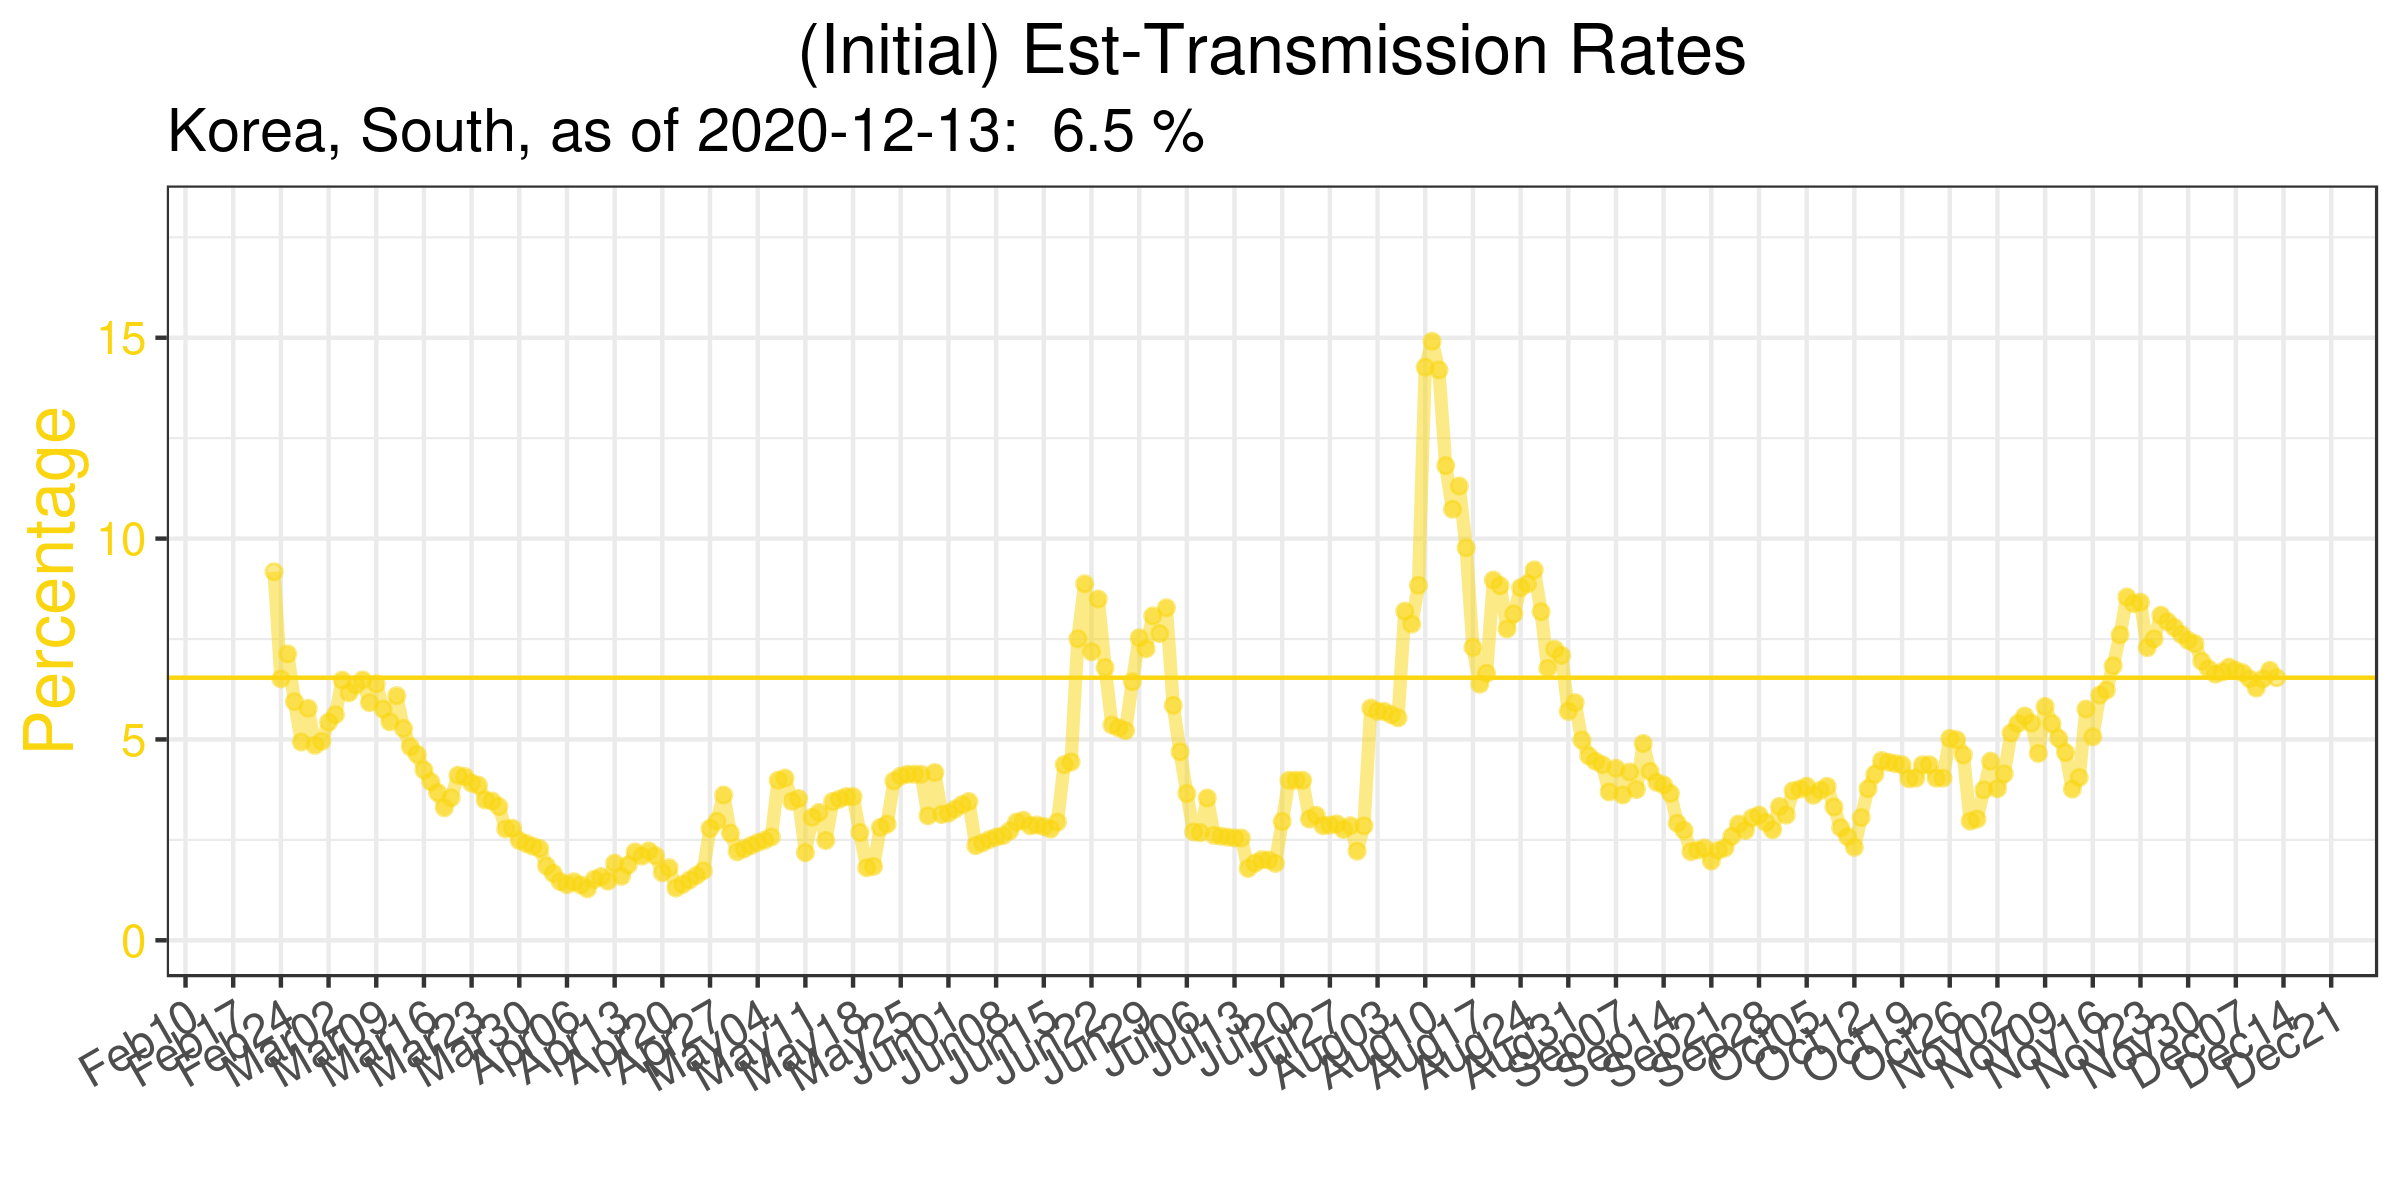 (Initial) Est-Transmission Rates
Korea, South, as of 2020-12-13:  6.5 %
Percentage
15
10
5
0
Feb10
Feb17
Feb24
Mar02
Mar09
Mar16
Mar23
Mar30
Apr06
Apr13
Apr20
Apr27
May04
May11
May18
May25
Jun01
Jun08
Jun15
Jun22
Jun29
Jul06
Jul13
Jul20
Jul27
Aug03
Aug10
Aug17
Aug24
Aug31
Sep07
Sep14
Sep21
Sep28
Oct05
Oct12
Oct19
Oct26
Nov02
Nov09
Nov16
Nov23
Nov30
Dec07
Dec14
Dec21